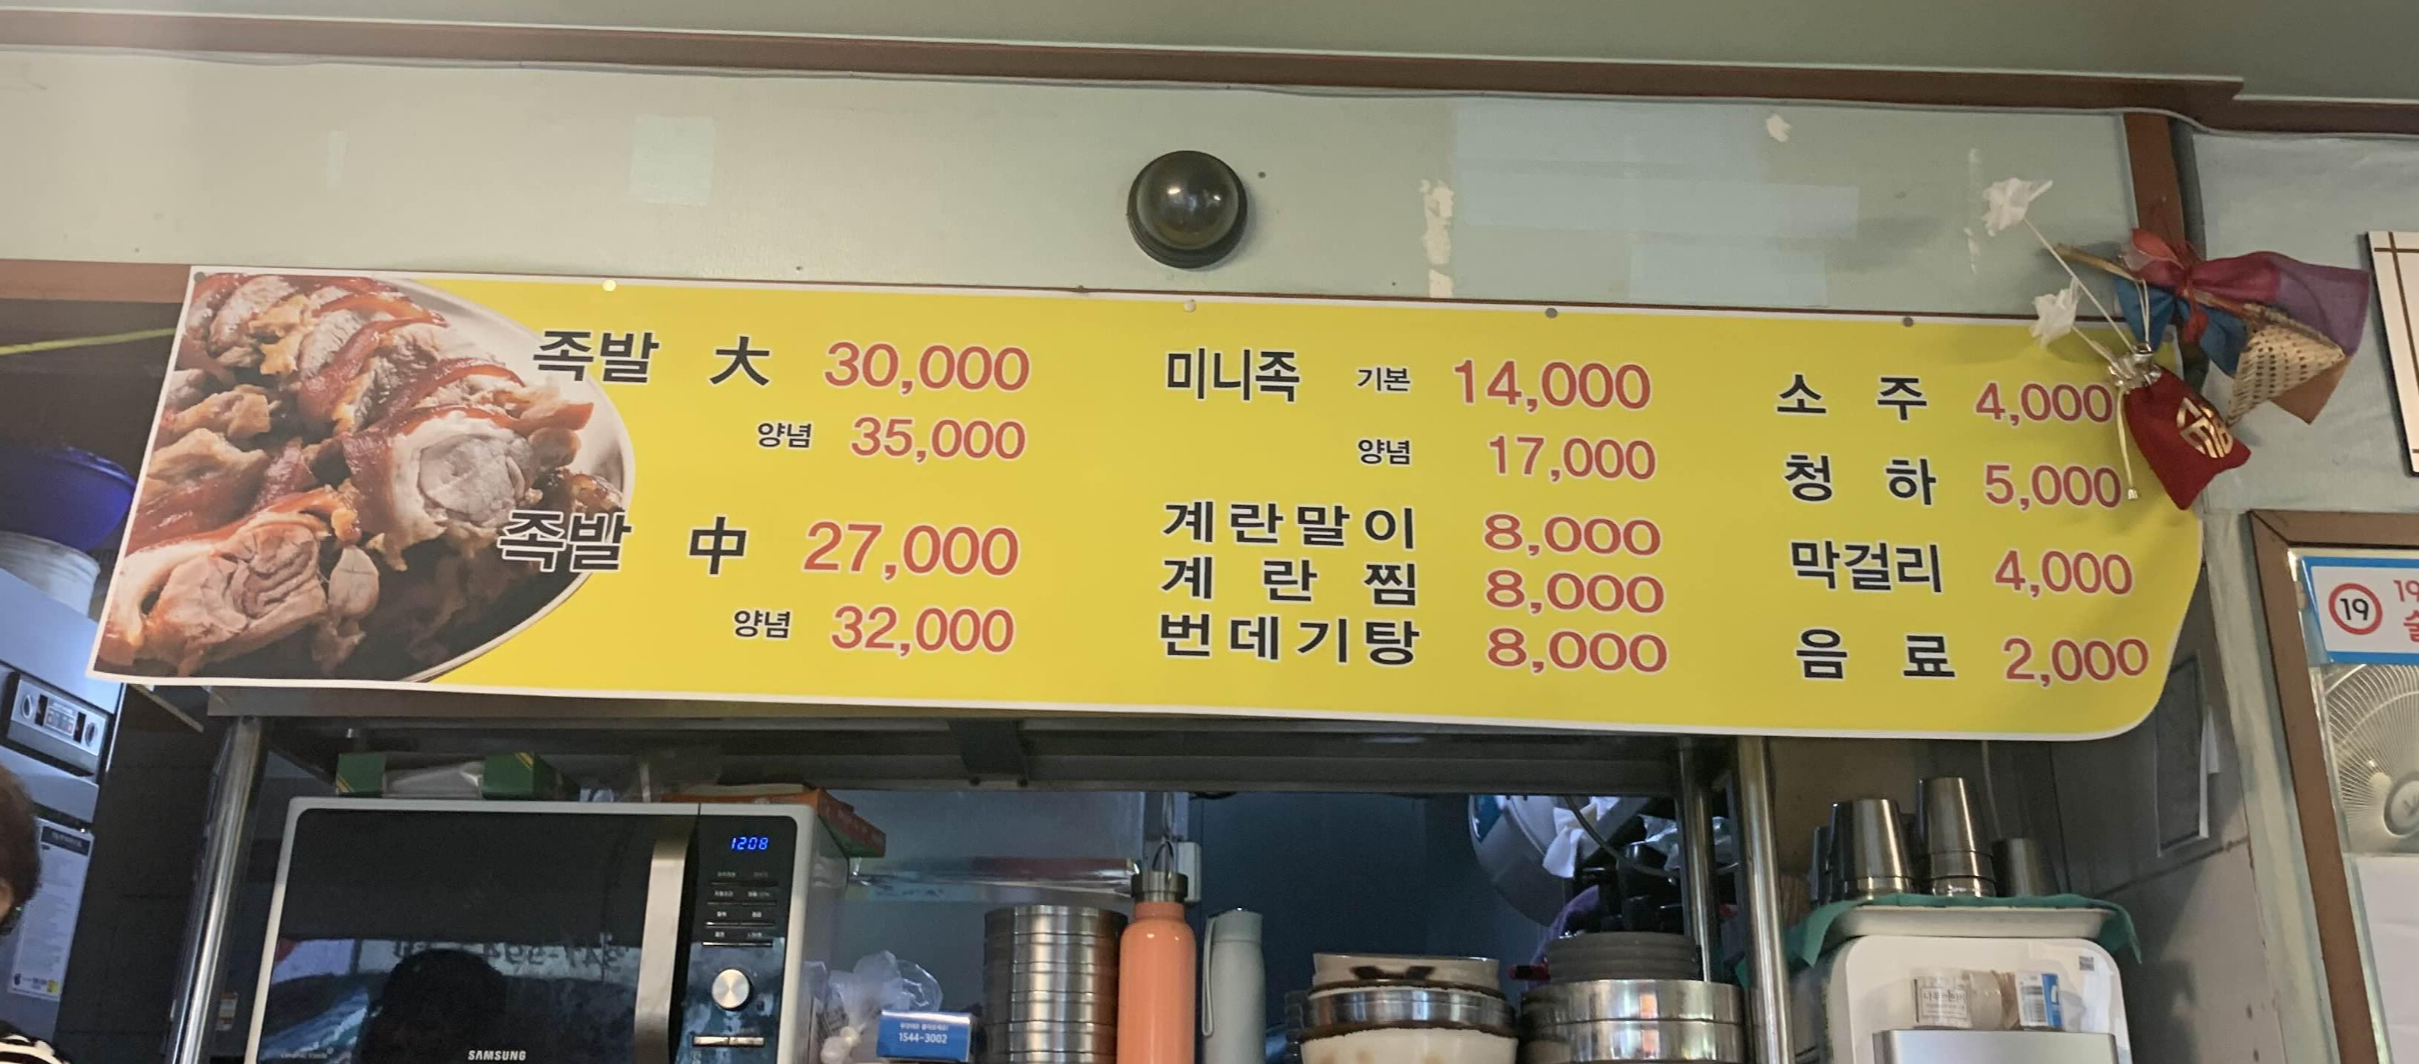 족발 大 30,000
양념 35,000
족발 中 27,000
양념 32,000
미니족 기본 14,000
양념 17,000
계란말이 8,000
계란찜 8,000
번데기탕 8,000
소주 4,000
청하 5,000
막걸리 4,000
음료 2,000
19
19
술
1208
SAMSUNG
1544-3002